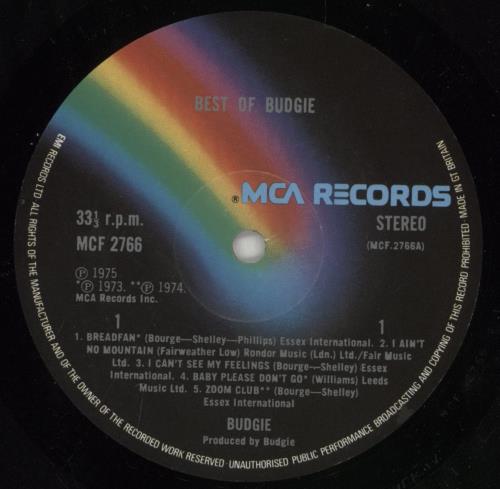 BEST OF BUDGIE
® MCA RECORDS
33⅓ r.p.m.
MCF 2766
STEREO
(MCF.2766A)
℗ 1975
*℗ 1973. **℗ 1974.
MCA Records Inc.
1
1
1. BREADFAN* (Bourge—Shelley—Phillips) Essex International. 2. I AIN'T
NO MOUNTAIN (Fairweather Low) Rondor Music (Ldn.) Ltd./Fair Music
Ltd. 3. I CAN'T SEE MY FEELINGS (Bourge—Shelley) Essex
International. 4. BABY PLEASE DON'T GO* (Williams) Leeds
Music Ltd. 5. ZOOM CLUB** (Bourge—Shelley)
Essex International
BUDGIE
Produced by Budgie
EMI RECORDS LTD ALL RIGHTS OF THE MANUFACTURER AND OF THE OWNER OF THE RECORDED WORK RESERVED · UNAUTHORISED PUBLIC PERFORMANCE BROADCASTING AND COPYING OF THIS RECORD PROHIBITED · MADE IN GT BRITAIN